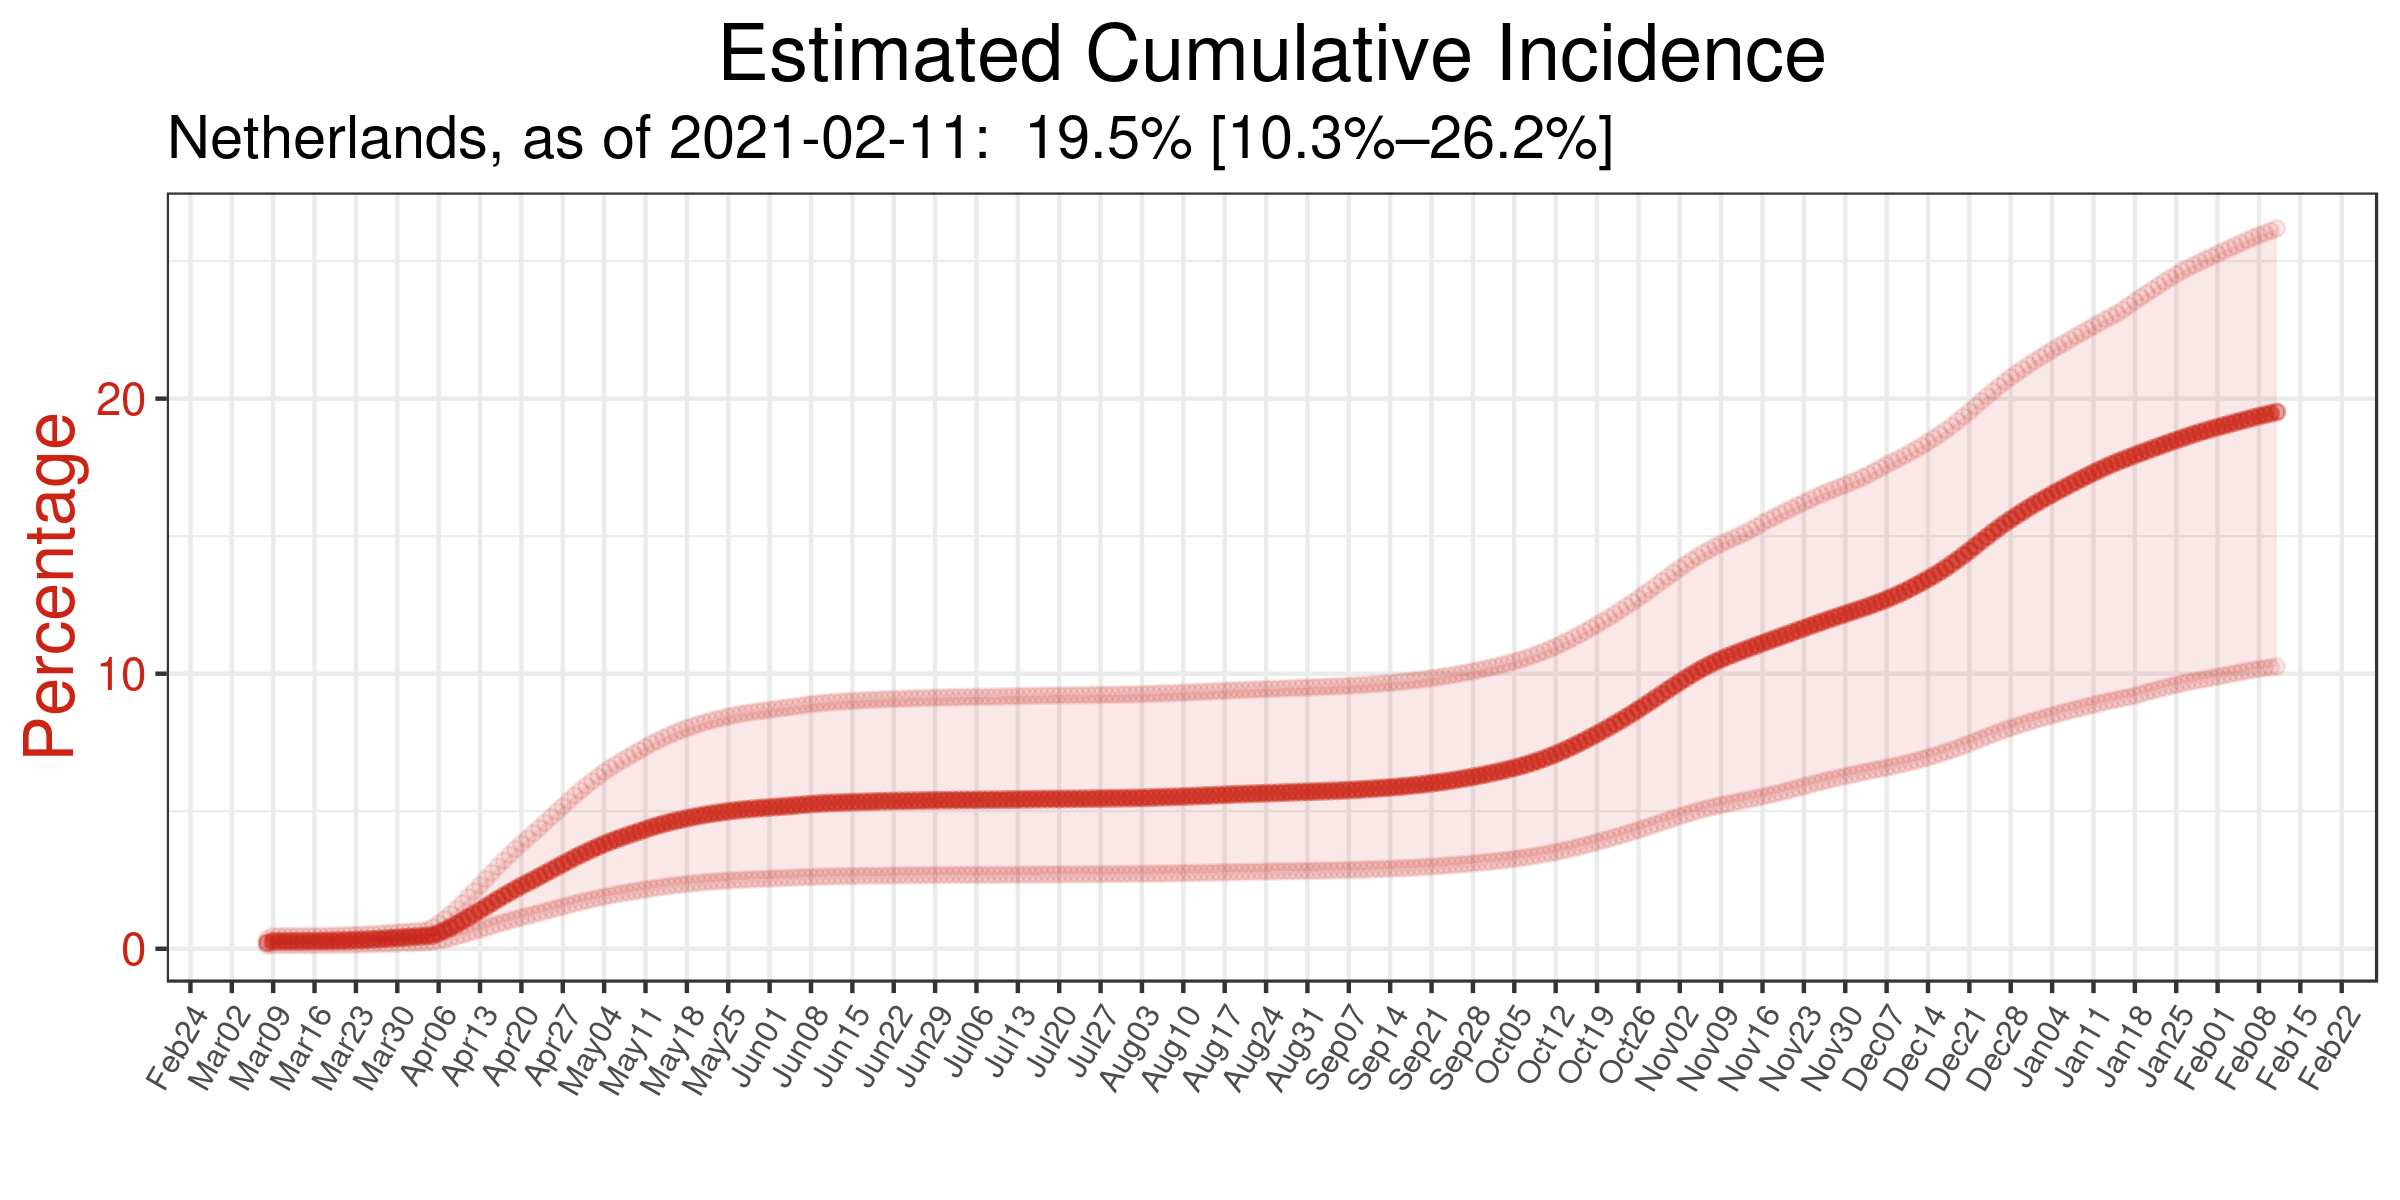 Estimated Cumulative Incidence
Netherlands, as of 2021-02-11:  19.5% [10.3%–26.2%]
Percentage
20
10
0
Feb24
Mar02
Mar09
Mar16
Mar23
Mar30
Apr06
Apr13
Apr20
Apr27
May04
May11
May18
May25
Jun01
Jun08
Jun15
Jun22
Jun29
Jul06
Jul13
Jul20
Jul27
Aug03
Aug10
Aug17
Aug24
Aug31
Sep07
Sep14
Sep21
Sep28
Oct05
Oct12
Oct19
Oct26
Nov02
Nov09
Nov16
Nov23
Nov30
Dec07
Dec14
Dec21
Dec28
Jan04
Jan11
Jan18
Jan25
Feb01
Feb08
Feb15
Feb22